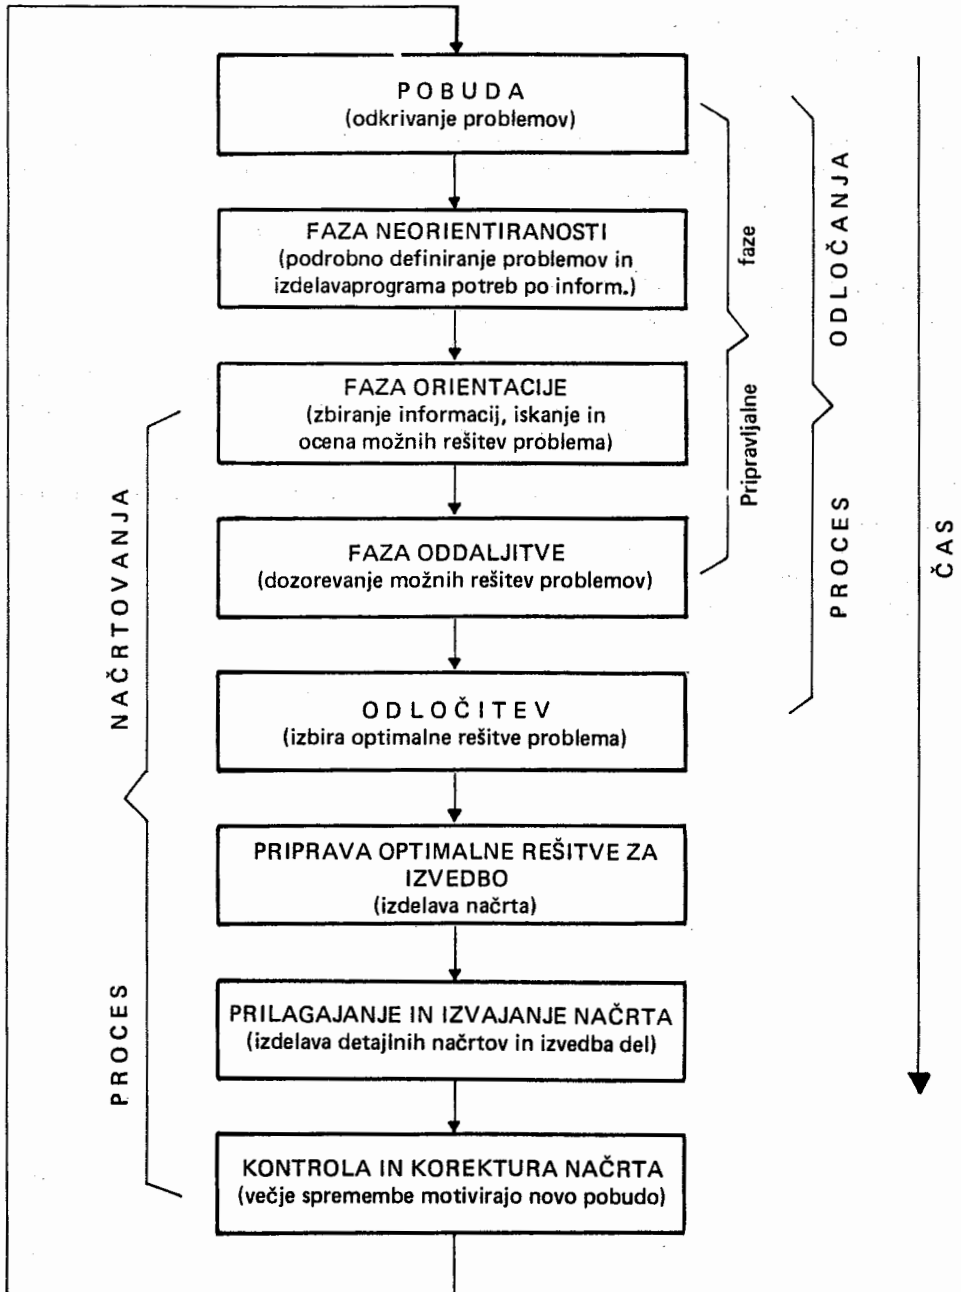 POBUDA
(odkrivanje problemov)
FAZA NEORIENTIRANOSTI
(podrobno definiranje problemov in
izdelavaprograma potreb po inform.)
FAZA ORIENTACIJE
(zbiranje informacij, iskanje in
ocena možnih rešitev problema)
FAZA ODDALJITVE
(dozorevanje možnih rešitev problemov)
ODLOČITEV
(izbira optimalne rešitve problema)
PRIPRAVA OPTIMALNE REŠITVE ZA
IZVEDBO
(izdelava načrta)
PRILAGAJANJE IN IZVAJANJE NAČRTA
(izdelava detajlnih načrtov in izvedba del)
KONTROLA IN KOREKTURA NAČRTA
(večje spremembe motivirajo novo pobudo)
PROCES NAČRTOVANJA
Pripravljalne faze
PROCES ODLOČANJA
ČAS